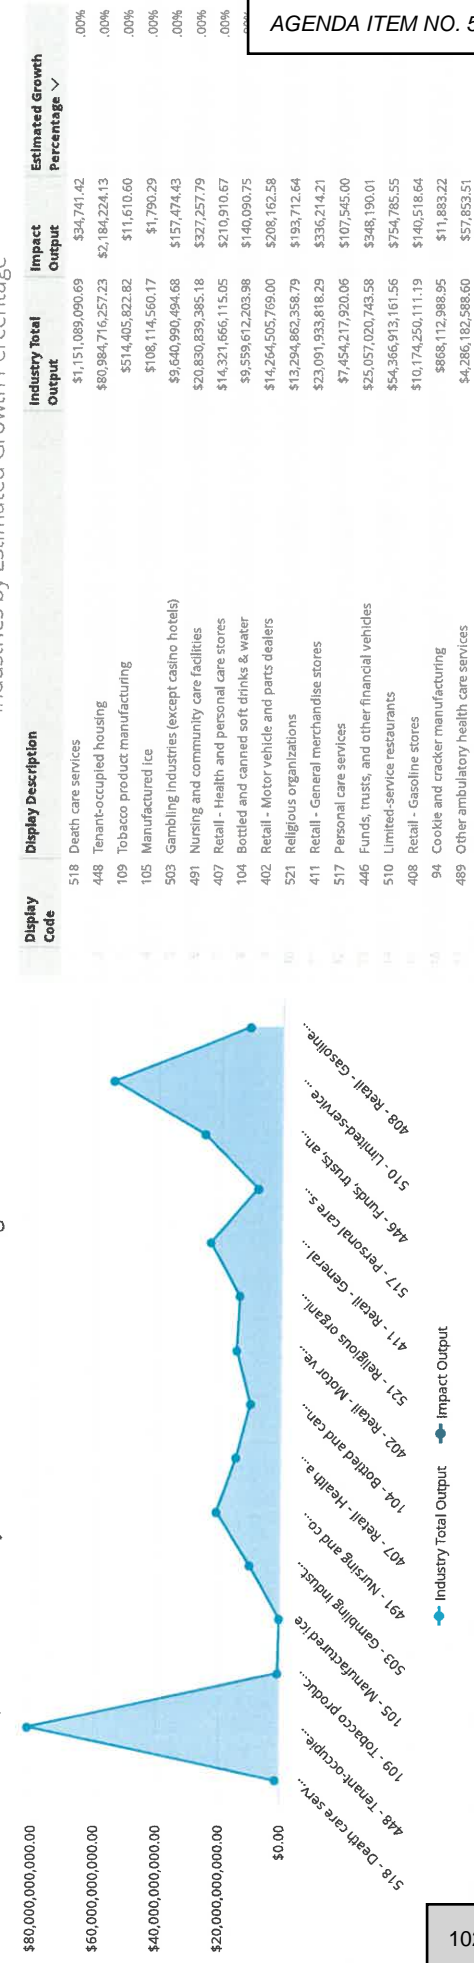 AGENDA ITEM NO. 5
Industries by Estimated Growth Percentage
Display Code Display Description Industry Total Output Impact Output Estimated Growth Percentage
518 Death care services $1,151,089,090.69 $34,741.42 .00%
448 Tenant-occupied housing $80,984,716,257.23 $2,184,224.13 .00%
109 Tobacco product manufacturing $514,405,822.82 $11,610.60 .00%
105 Manufactured ice $108,114,560.17 $1,790.29 .00%
503 Gambling industries (except casino hotels) $9,640,990,494.68 $157,474.43 .00%
491 Nursing and community care facilities $20,830,839,385.18 $327,257.79 .00%
407 Retail - Health and personal care stores $14,321,666,115.05 $210,910.67 .00%
104 Bottled and canned soft drinks & water $9,559,612,203.98 $140,090.75
402 Retail - Motor vehicle and parts dealers $14,264,505,769.00 $208,162.58
521 Religious organizations $13,294,862,358.79 $193,712.64
411 Retail - General merchandise stores $23,091,933,818.29 $336,214.21
517 Personal care services $7,454,217,920.06 $107,545.00
446 Funds, trusts, and other financial vehicles $25,057,020,743.58 $348,190.01
510 Limited-service restaurants $54,366,913,161.56 $754,785.55
408 Retail - Gasoline stores $10,174,250,111.19 $140,518.64
94 Cookie and cracker manufacturing $868,112,988.95 $11,883.22
489 Other ambulatory health care services $4,286,182,588.60 $57,853.51
$80,000,000,000.00
$60,000,000,000.00
$40,000,000,000.00
$20,000,000,000.00
$0.00
518 - Death care serv...
448 - Tenant-occupie...
109 - Tobacco produc...
105 - Manufactured ice
503 - Gambling indust...
491 - Nursing and co...
407 - Retail - Health a...
104 - Bottled and can...
402 - Retail - Motor ve...
521 - Religious organi...
411 - Retail - General ...
517 - Personal care s...
446 - Funds, trusts, an...
510 - Limited-service ...
408 - Retail - Gasoline...
Industry Total Output Impact Output
102